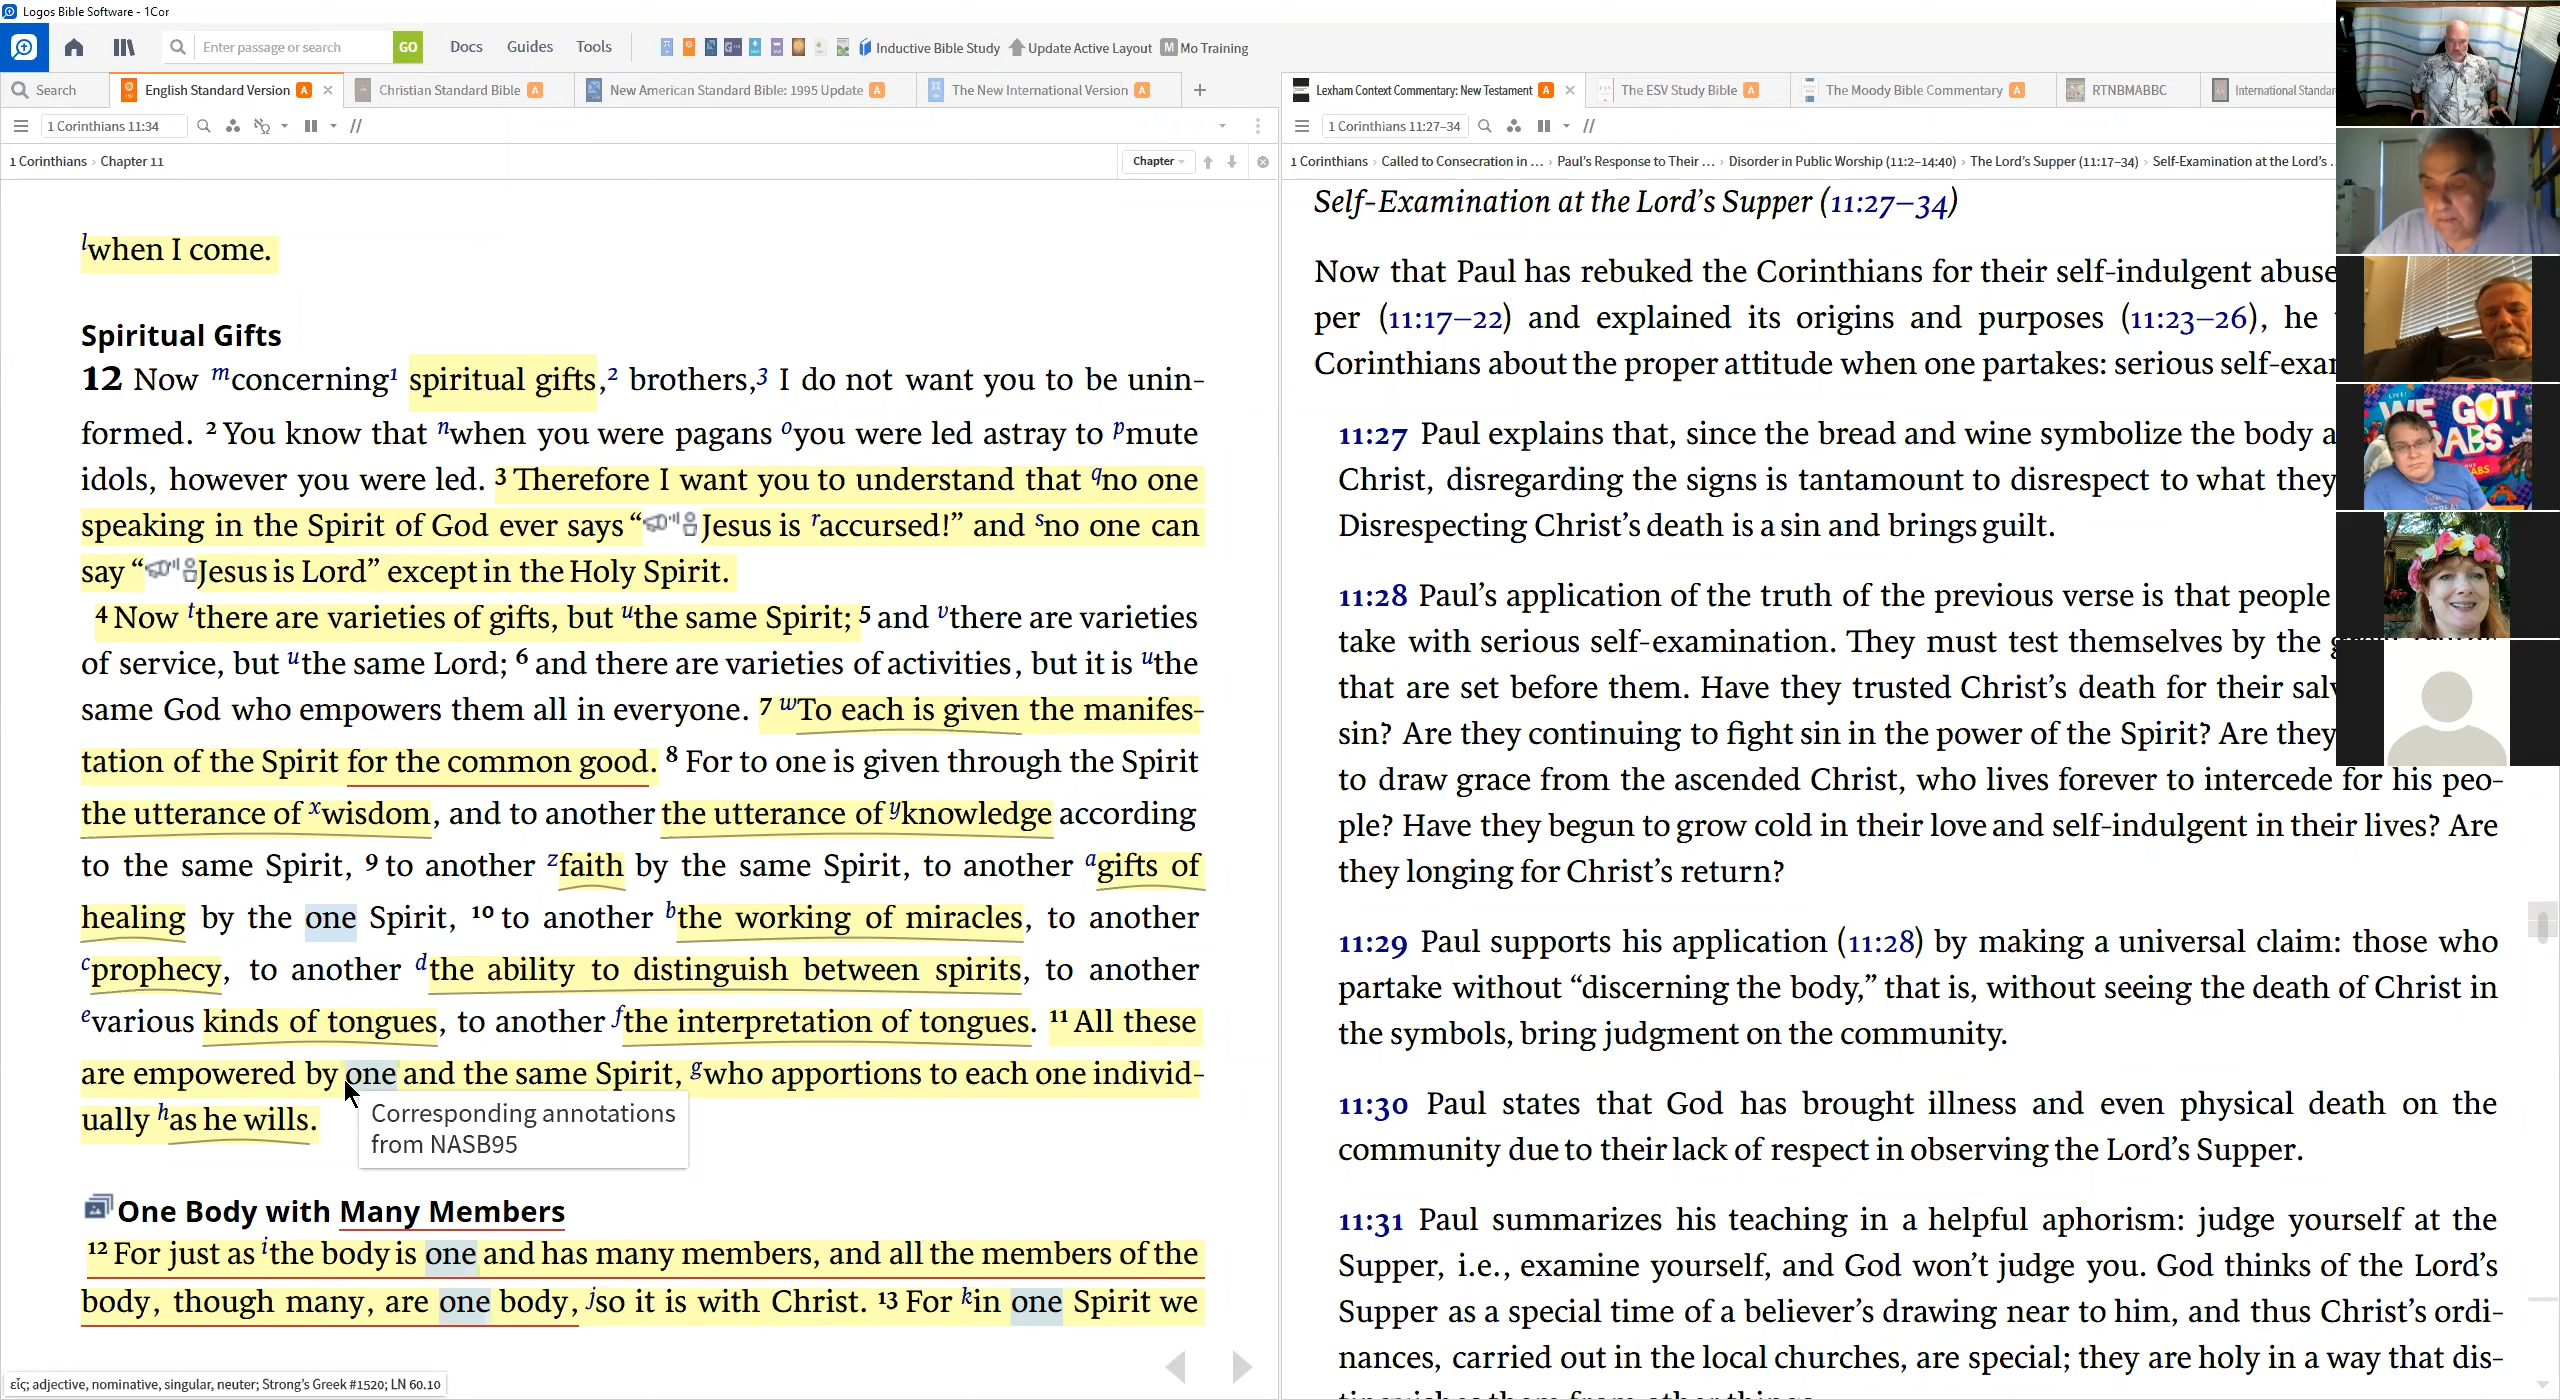 Logos Bible Software - 1Cor
Enter passage or search
GO
Docs
Guides
Tools
Inductive Bible Study
Update Active Layout
M Mo Training
Search
English Standard Version A
Christian Standard Bible A
New American Standard Bible: 1995 Update A
The New International Version A
1 Corinthians 11:34
1 Corinthians › Chapter 11
Chapter
l when I come.
Spiritual Gifts
12 Now m concerning1 spiritual gifts,2 brothers,3 I do not want you to be unin-
formed. 2 You know that n when you were pagans o you were led astray to p mute
idols, however you were led. 3 Therefore I want you to understand that q no one
speaking in the Spirit of God ever says “Jesus is r accursed!” and s no one can
say “Jesus is Lord” except in the Holy Spirit.
4 Now t there are varieties of gifts, but u the same Spirit; 5 and v there are varieties
of service, but u the same Lord; 6 and there are varieties of activities, but it is u the
same God who empowers them all in everyone. 7 w To each is given the manifes-
tation of the Spirit for the common good. 8 For to one is given through the Spirit
the utterance of x wisdom, and to another the utterance of y knowledge according
to the same Spirit, 9 to another z faith by the same Spirit, to another a gifts of
healing by the one Spirit, 10 to another b the working of miracles, to another
c prophecy, to another d the ability to distinguish between spirits, to another
e various kinds of tongues, to another f the interpretation of tongues. 11 All these
are empowered by one and the same Spirit, g who apportions to each one individ-
ually h as he wills.
Corresponding annotations
from NASB95
One Body with Many Members
12 For just as i the body is one and has many members, and all the members of the
body, though many, are one body, j so it is with Christ. 13 For k in one Spirit we
εἷς; adjective, nominative, singular, neuter; Strong's Greek #1520; LN 60.10
Lexham Context Commentary: New Testament A
The ESV Study Bible A
The Moody Bible Commentary A
RTNBMABBC
International Standar
1 Corinthians 11:27–34
1 Corinthians › Called to Consecration in ... › Paul's Response to Their ... › Disorder in Public Worship (11:2–14:40) › The Lord's Supper (11:17–34) › Self-Examination at the Lord's ..
Self-Examination at the Lord’s Supper (11:27–34)
Now that Paul has rebuked the Corinthians for their self-indulgent abuse
per (11:17–22) and explained its origins and purposes (11:23–26), he
Corinthians about the proper attitude when one partakes: serious self-exar
11:27 Paul explains that, since the bread and wine symbolize the body a
Christ, disregarding the signs is tantamount to disrespect to what they
Disrespecting Christ’s death is a sin and brings guilt.
11:28 Paul’s application of the truth of the previous verse is that people
take with serious self-examination. They must test themselves by the
that are set before them. Have they trusted Christ’s death for their salv
sin? Are they continuing to fight sin in the power of the Spirit? Are they
to draw grace from the ascended Christ, who lives forever to intercede for his peo-
ple? Have they begun to grow cold in their love and self-indulgent in their lives? Are
they longing for Christ’s return?
11:29 Paul supports his application (11:28) by making a universal claim: those who
partake without “discerning the body,” that is, without seeing the death of Christ in
the symbols, bring judgment on the community.
11:30 Paul states that God has brought illness and even physical death on the
community due to their lack of respect in observing the Lord’s Supper.
11:31 Paul summarizes his teaching in a helpful aphorism: judge yourself at the
Supper, i.e., examine yourself, and God won’t judge you. God thinks of the Lord’s
Supper as a special time of a believer’s drawing near to him, and thus Christ’s ordi-
nances, carried out in the local churches, are special; they are holy in a way that dis-
LIVE!
WE GOT
RABS